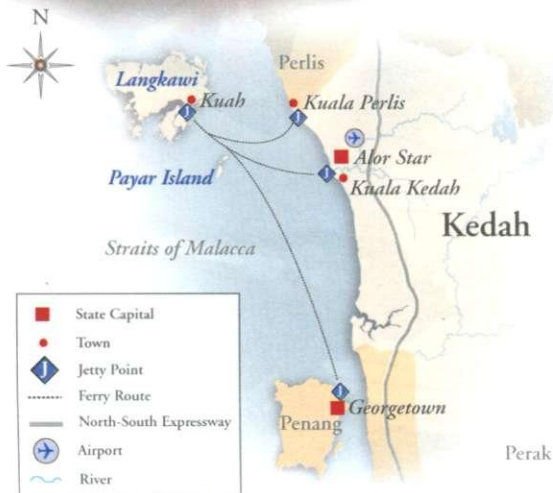 N
Perlis
Langkawi
Kuah
Kuala Perlis
J
J
Alor Star
Payar Island
J
Kuala Kedah
Kedah
Straits of Malacca
State Capital
Town
J Jetty Point
Ferry Route
North-South Expressway
Airport
River
J
Georgetown
Penang
Perak